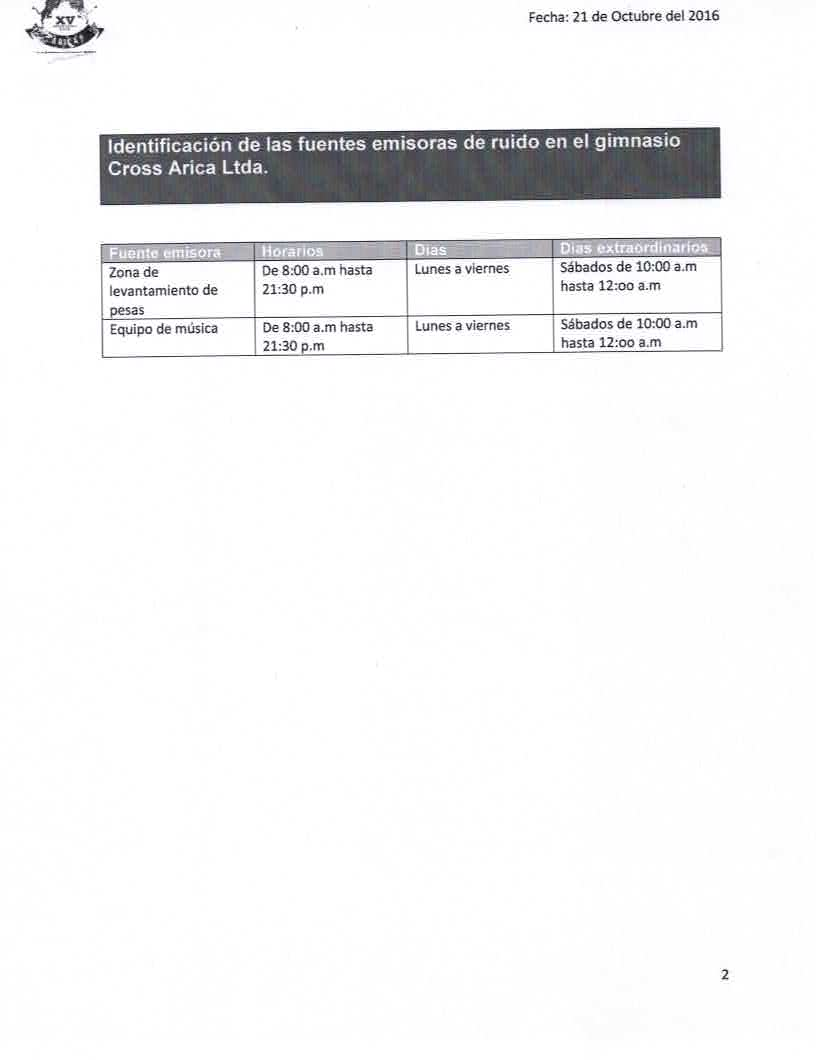 XV
Fecha: 21 de Octubre del 2016
Identificación de las fuentes emisoras de ruido en el gimnasio
Cross Arica Ltda.
Fuente emisora Horarios Dias Dias extraordinarios
Zona de levantamiento de pesas De 8:00 a.m hasta 21:30 p.m Lunes a viernes Sábados de 10:00 a.m hasta 12:oo a.m
Equipo de música De 8:00 a.m hasta 21:30 p.m Lunes a viernes Sábados de 10:00 a.m hasta 12:oo a.m
2